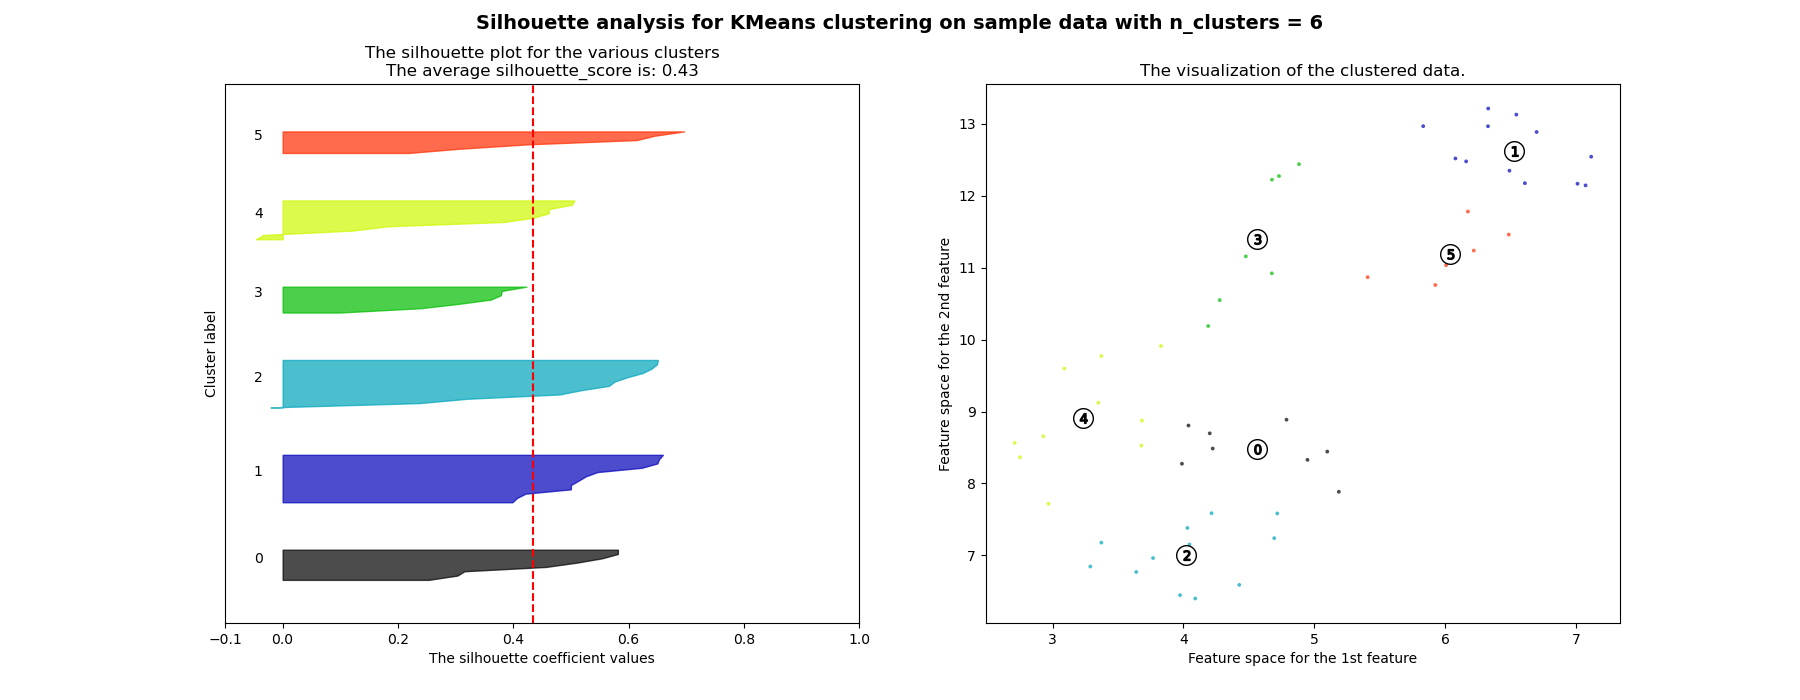 Silhouette analysis for KMeans clustering on sample data with n_clusters = 6
The silhouette plot for the various clusters
The average silhouette_score is: 0.43
Cluster label
5
4
3
2
1
0
−0.1 0.0 0.2 0.4 0.6 0.8 1.0
The silhouette coefficient values
The visualization of the clustered data.
Feature space for the 2nd feature
13
12
11
10
9
8
7
1
3
5
4
0
2
3 4 5 6 7
Feature space for the 1st feature